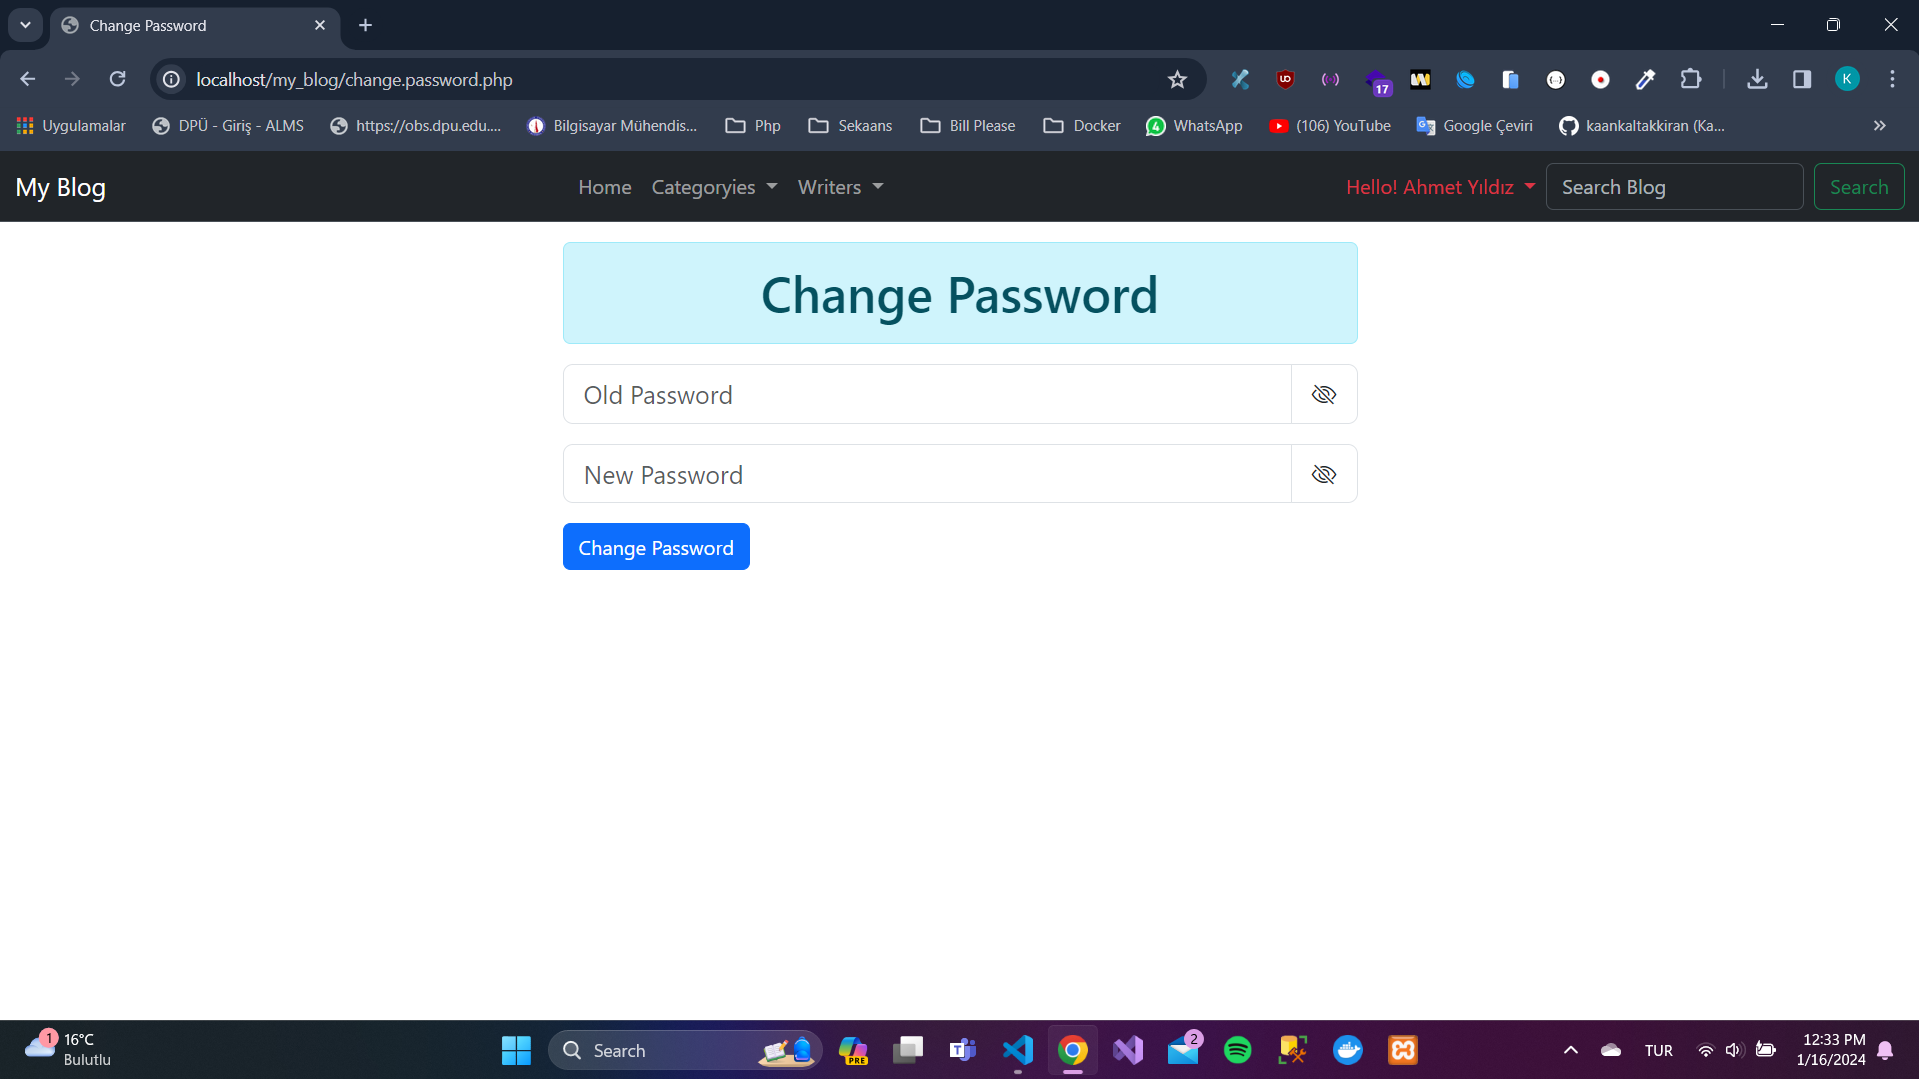 Change Password
localhost/my_blog/change.password.php
17
K
Uygulamalar
DPÜ - Giriş - ALMS
https://obs.dpu.edu....
Bilgisayar Mühendis...
Php
Sekaans
Bill Please
Docker
4
WhatsApp
(106) YouTube
Google Çeviri
kaankaltakkiran (Ka...
My Blog
Home
Categoryies
Writers
Hello! Ahmet Yıldız
Search Blog
Search
Change Password
Old Password
New Password
Change Password
1
16°C
Bulutlu
Search
PRE
2
TUR
12:33 PM
1/16/2024